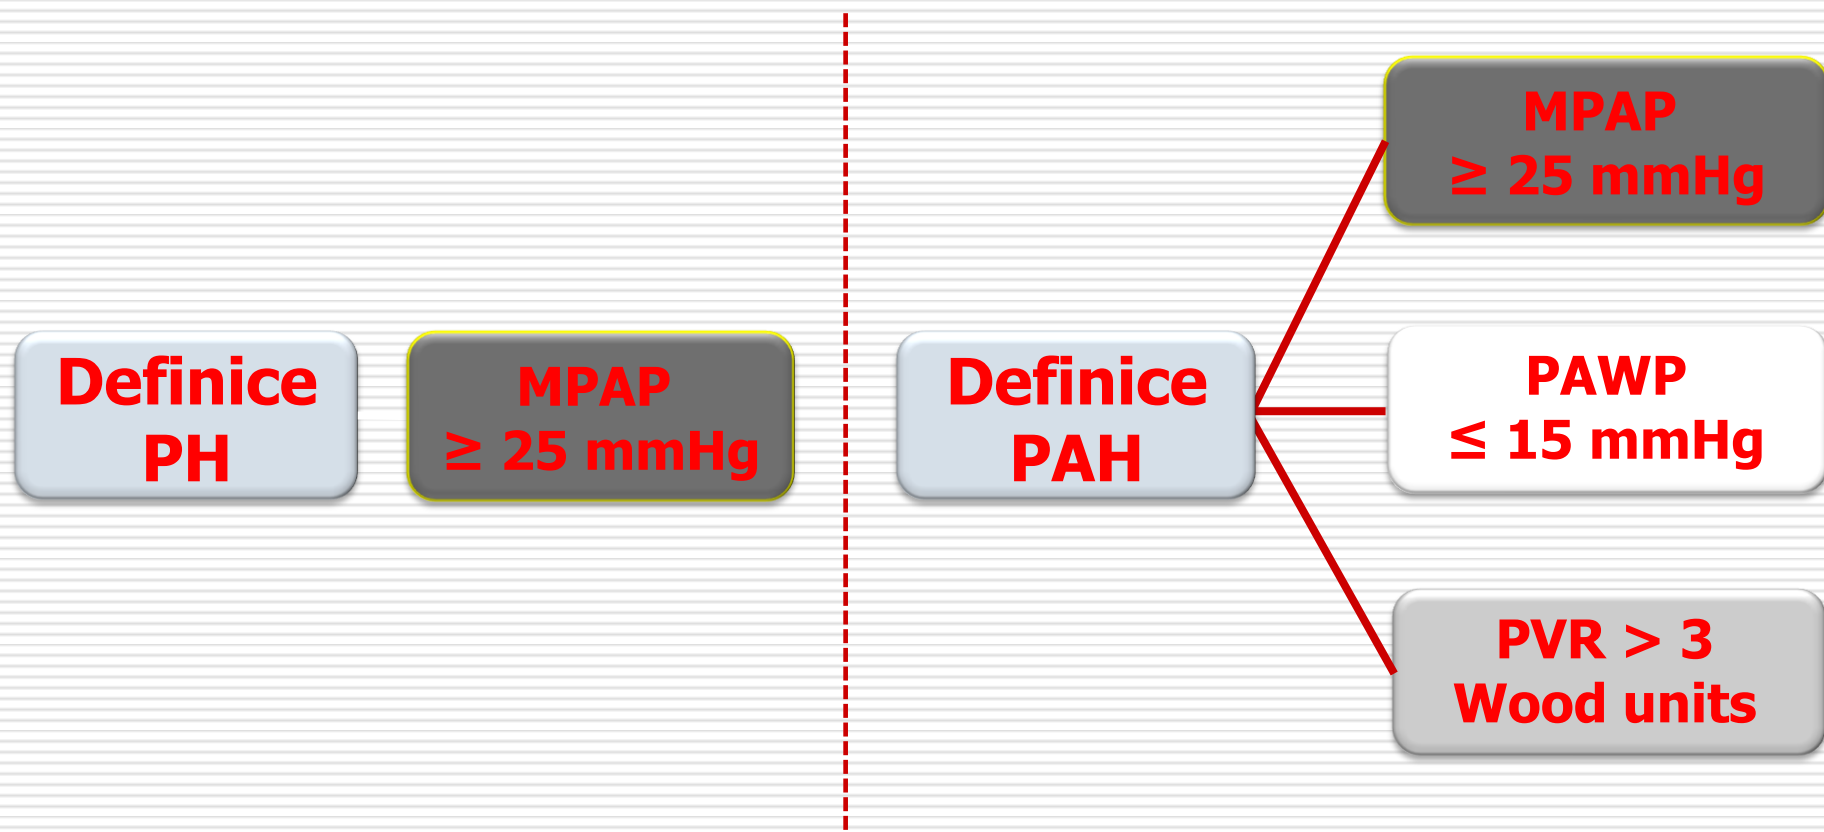 Definice
PH
MPAP
≥ 25 mmHg
Definice
PAH
MPAP
≥ 25 mmHg
PAWP
≤ 15 mmHg
PVR > 3
Wood units